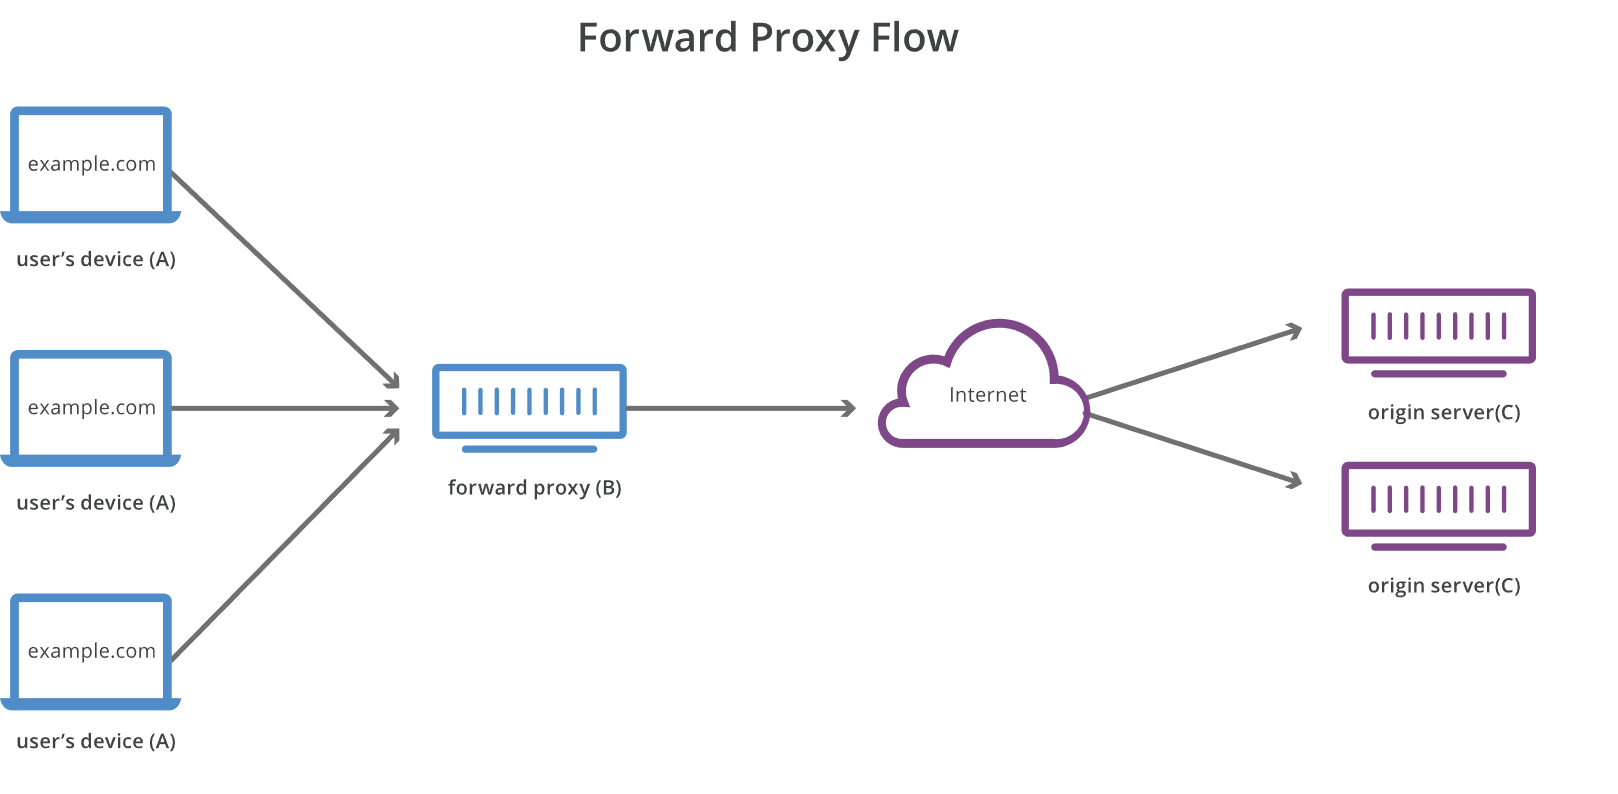 Forward Proxy Flow
example.com
user’s device (A)
example.com
user’s device (A)
example.com
user’s device (A)
forward proxy (B)
Internet
origin server(C)
origin server(C)